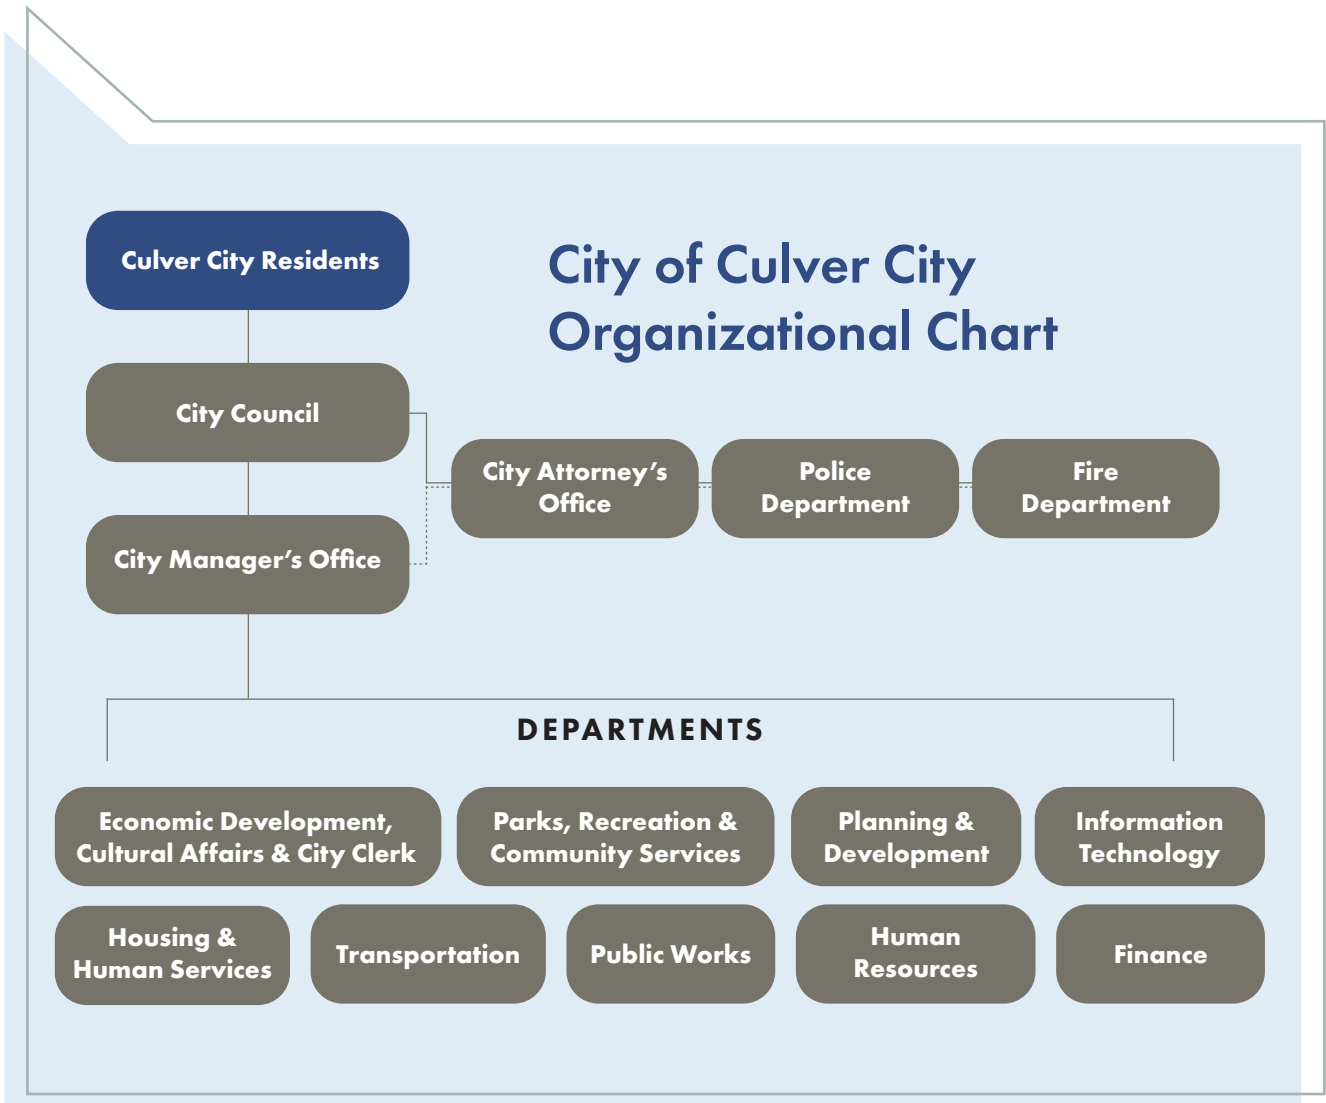 Culver City Residents
City of Culver City
Organizational Chart
City Council
City Attorney’s
Office
Police
Department
Fire
Department
City Manager’s Office
DEPARTMENTS
Economic Development,
Cultural Affairs & City Clerk
Parks, Recreation &
Community Services
Planning &
Development
Information
Technology
Housing &
Human Services
Transportation
Public Works
Human
Resources
Finance